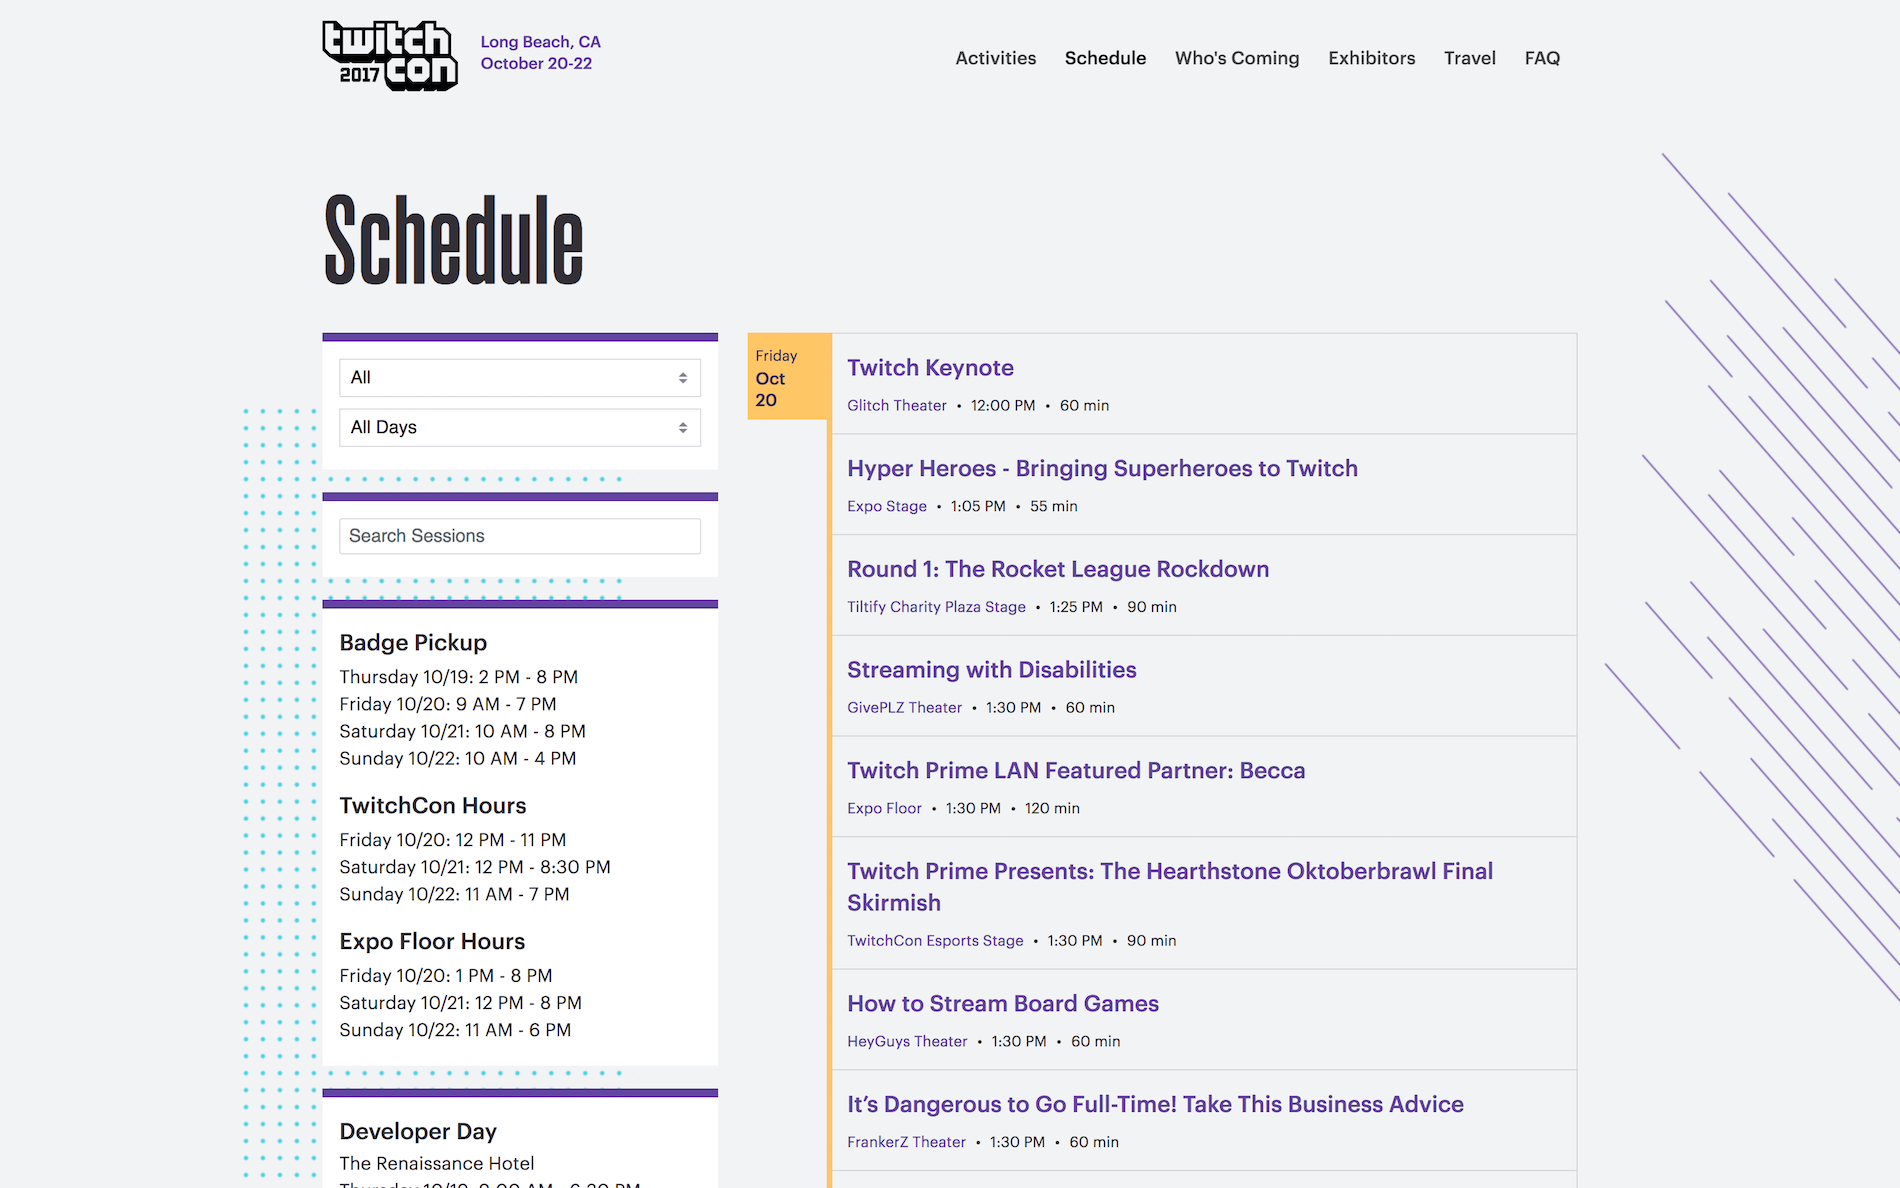 twitch
2017 con
Long Beach, CA
October 20-22
Activities
Schedule
Who's Coming
Exhibitors
Travel
FAQ
Schedule
All
All Days
Search Sessions
Badge Pickup
Thursday 10/19: 2 PM - 8 PM
Friday 10/20: 9 AM - 7 PM
Saturday 10/21: 10 AM - 8 PM
Sunday 10/22: 10 AM - 4 PM
TwitchCon Hours
Friday 10/20: 12 PM - 11 PM
Saturday 10/21: 12 PM - 8:30 PM
Sunday 10/22: 11 AM - 7 PM
Expo Floor Hours
Friday 10/20: 1 PM - 8 PM
Saturday 10/21: 12 PM - 8 PM
Sunday 10/22: 11 AM - 6 PM
Developer Day
The Renaissance Hotel
Thursday 10/19: 9:00 AM - 6:30 PM
Friday
Oct
20
Twitch Keynote
Glitch Theater • 12:00 PM • 60 min
Hyper Heroes - Bringing Superheroes to Twitch
Expo Stage • 1:05 PM • 55 min
Round 1: The Rocket League Rockdown
Tiltify Charity Plaza Stage • 1:25 PM • 90 min
Streaming with Disabilities
GivePLZ Theater • 1:30 PM • 60 min
Twitch Prime LAN Featured Partner: Becca
Expo Floor • 1:30 PM • 120 min
Twitch Prime Presents: The Hearthstone Oktoberbrawl Final
Skirmish
TwitchCon Esports Stage • 1:30 PM • 90 min
How to Stream Board Games
HeyGuys Theater • 1:30 PM • 60 min
It’s Dangerous to Go Full-Time! Take This Business Advice
FrankerZ Theater • 1:30 PM • 60 min